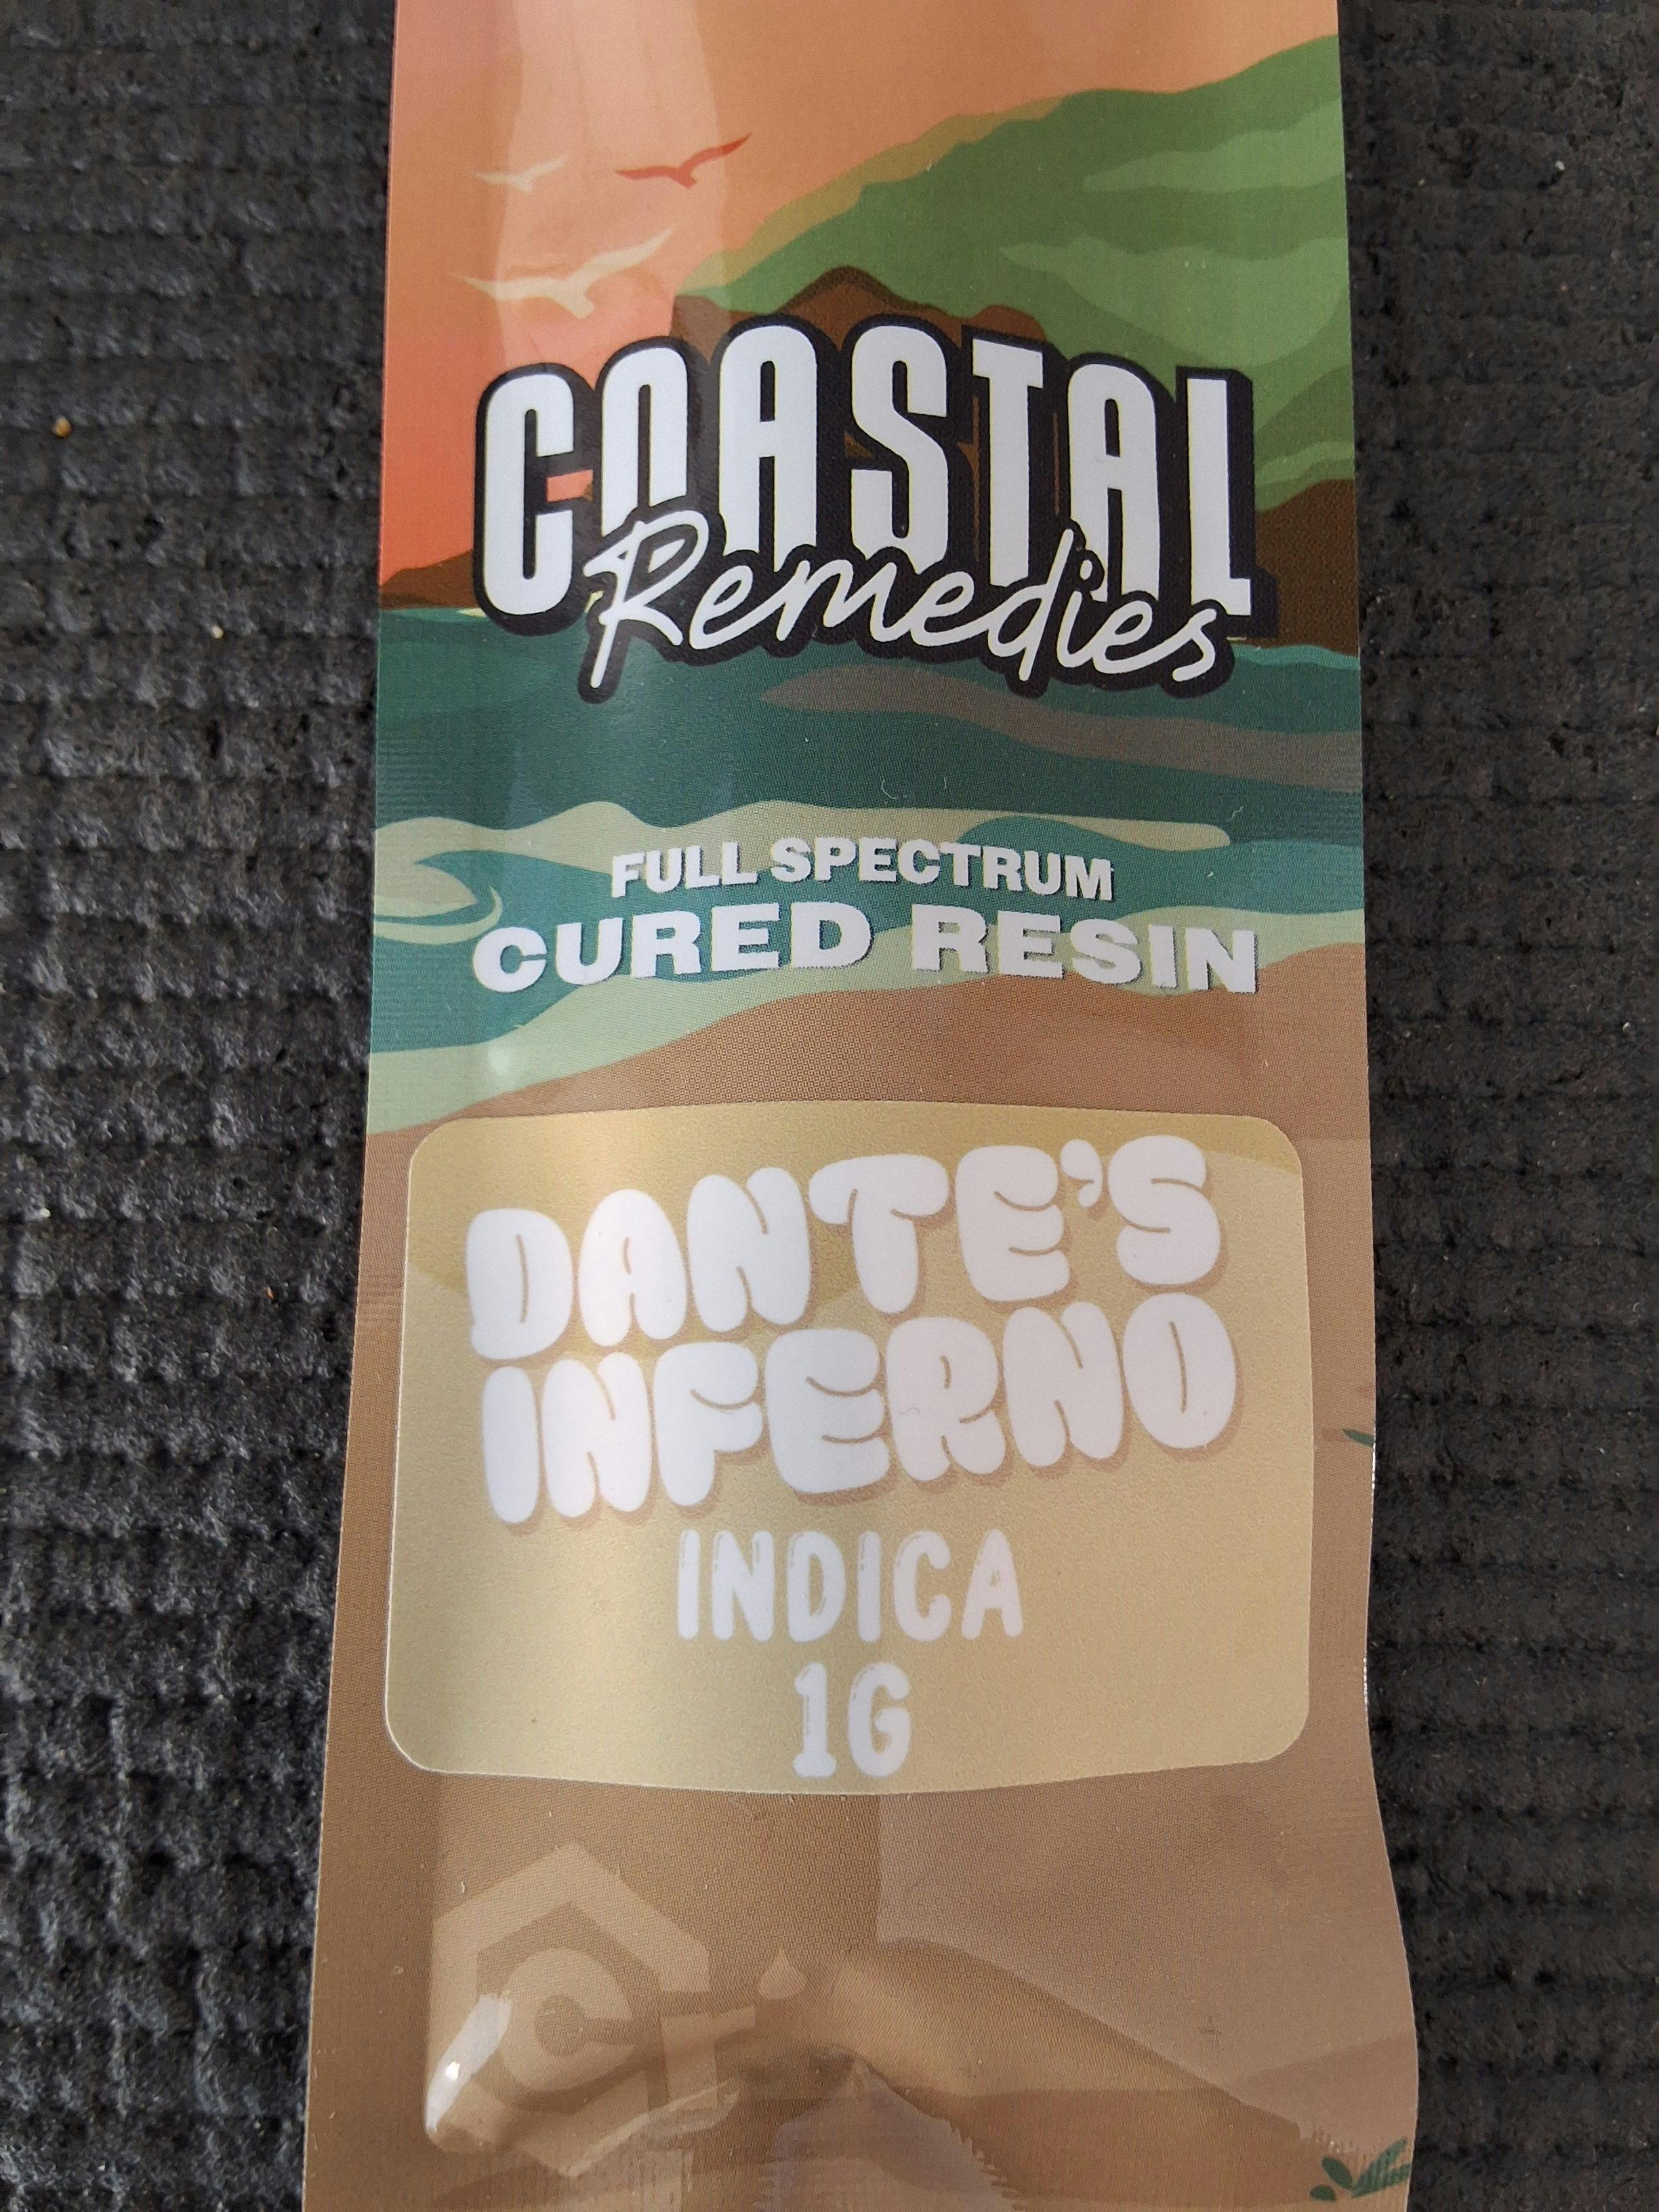 COASTAL
Remedies
FULL SPECTRUM
CURED RESIN
DANTE'S
INFERNO
INDICA
1G